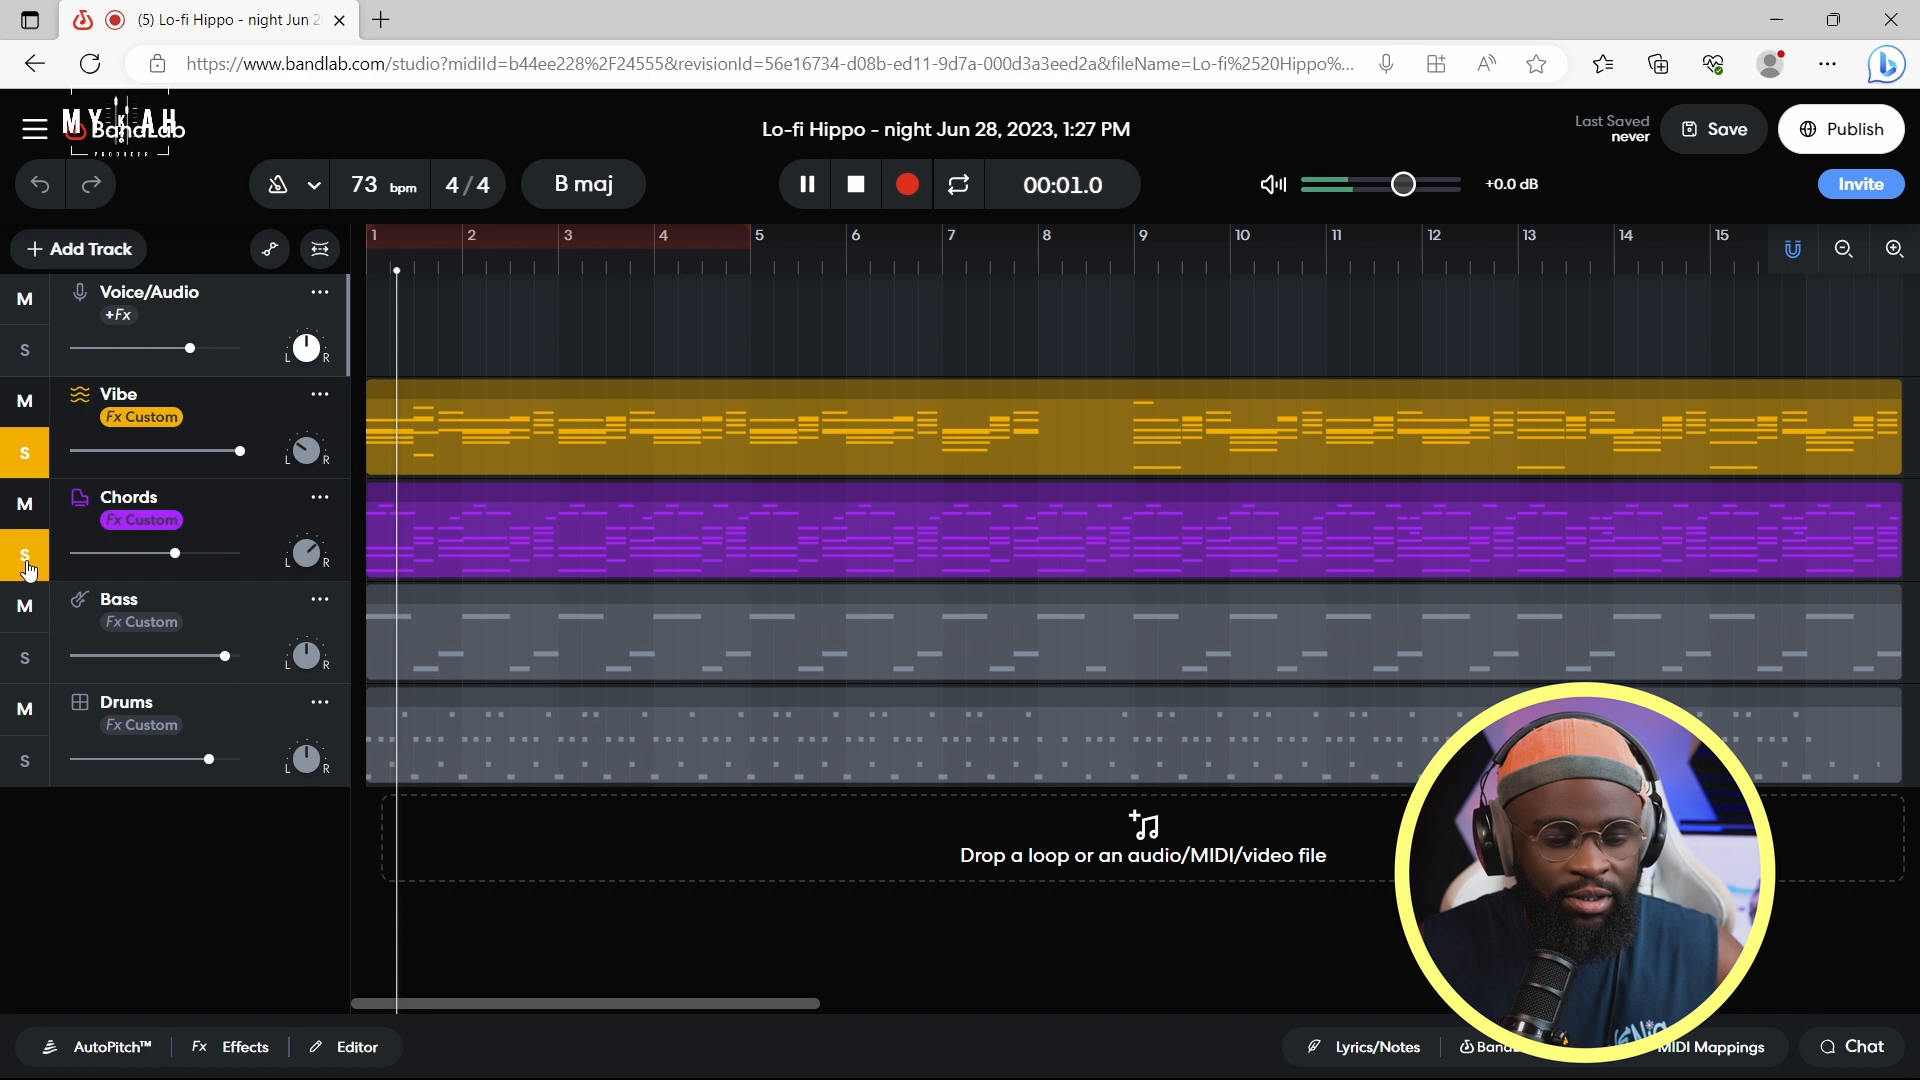 (5) Lo-fi Hippo - night Jun 2
https://www.bandlab.com/studio?midiId=b44ee228%2F24555&revisionId=56e16734-d08b-ed11-9d7a-000d3a3eed2a&fileName=Lo-fi%2520Hippo%...
MYKAH
BandLab
PRODUCER
Lo-fi Hippo - night Jun 28, 2023, 1:27 PM
Last Saved
never
Save
Publish
73 bpm
4/4
B maj
00:01.0
+0.0 dB
Invite
+ Add Track
1 2 3 4 5 6 7 8 9 10 11 12 13 14 15
M
Voice/Audio
+Fx
S
L R
M
Vibe
Fx Custom
S
L R
M
Chords
Fx Custom
S
L R
M
Bass
Fx Custom
S
L R
M
Drums
Fx Custom
S
L R
Drop a loop or an audio/MIDI/video file
AutoPitch™
Fx Effects
Editor
Lyrics/Notes
MIDI Mappings
Chat